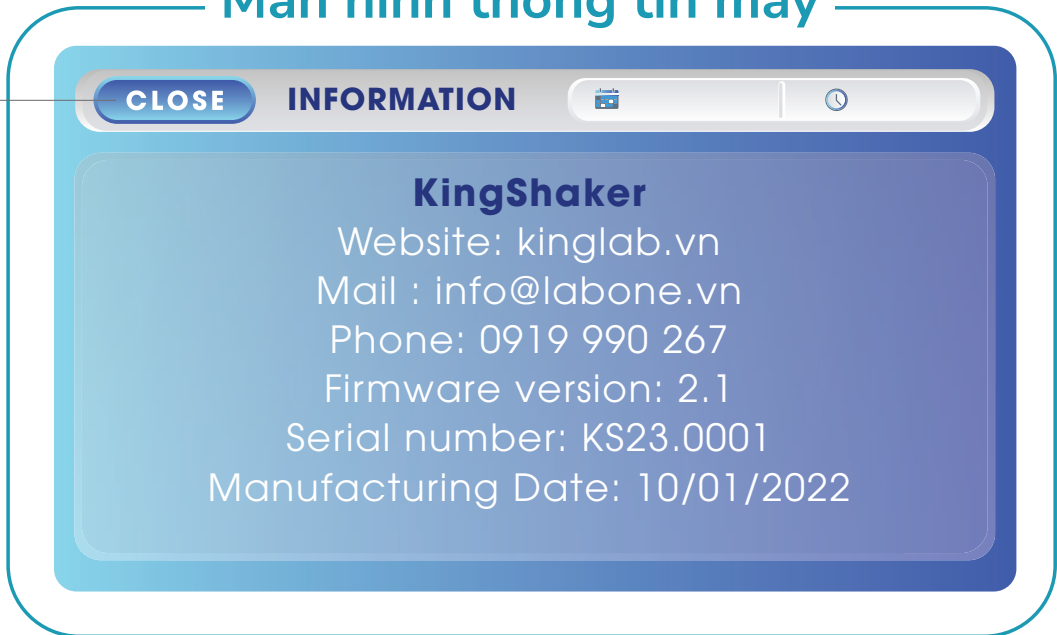 Màn hình thông tin máy
CLOSE
INFORMATION
KingShaker
Website: kinglab.vn
Mail : info@labone.vn
Phone: 0919 990 267
Firmware version: 2.1
Serial number: KS23.0001
Manufacturing Date: 10/01/2022